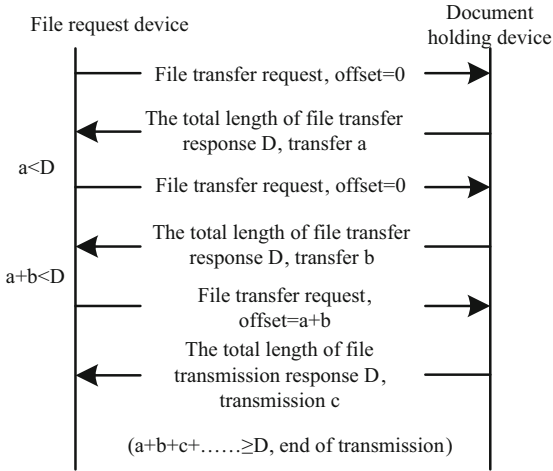 File request device
Document
holding device
File transfer request, offset=0
The total length of file transfer
response D, transfer a
a<D
File transfer request, offset=0
The total length of file transfer
response D, transfer b
a+b<D
File transfer request,
offset=a+b
The total length of file
transmission response D,
transmission c
(a+b+c+......≥D, end of transmission)